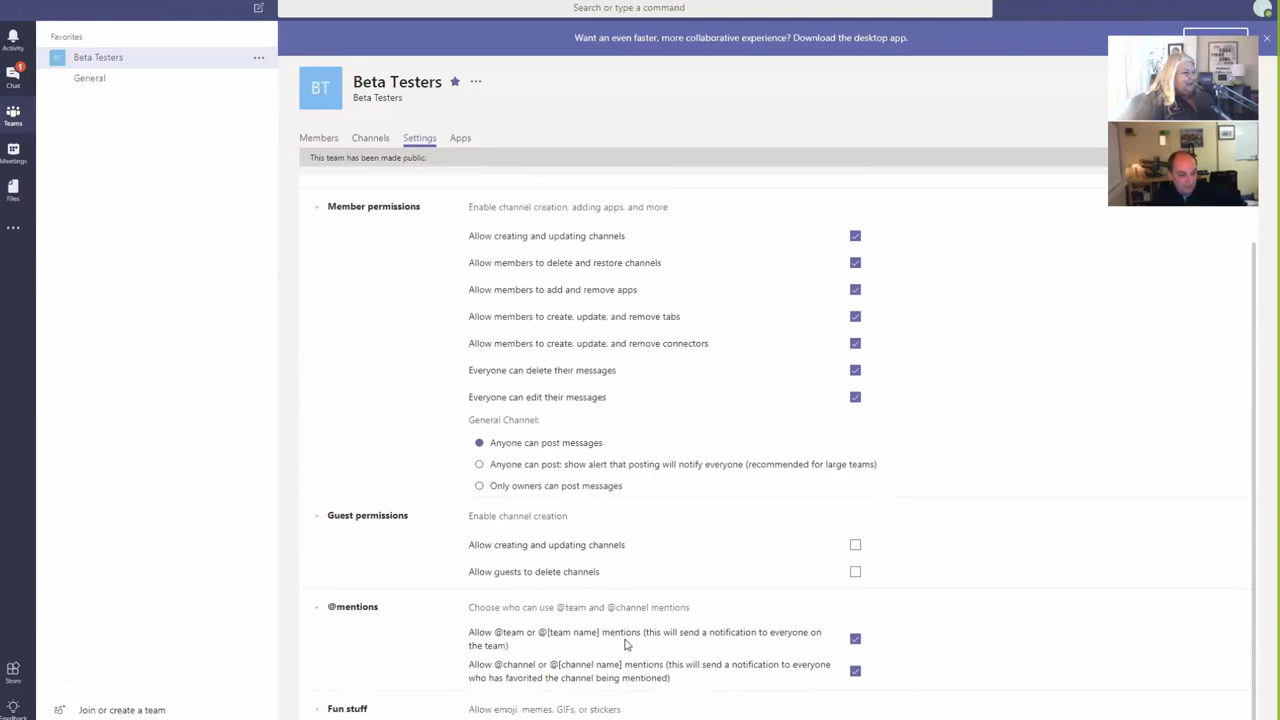 Search or type a command
Favorites
Want an even faster, more collaborative experience? Download the desktop app.
Activity
BT
Beta Testers
General
1
Chat
Teams
Meetings
Files
BT
Beta Testers
Beta Testers
Members
Channels
Settings
Apps
This team has been made public.
Member permissions
Enable channel creation, adding apps, and more
Allow creating and updating channels
Allow members to delete and restore channels
Allow members to add and remove apps
Allow members to create, update, and remove tabs
Allow members to create, update, and remove connectors
Everyone can delete their messages
Everyone can edit their messages
General Channel:
Anyone can post messages
Anyone can post; show alert that posting will notify everyone (recommended for large teams)
Only owners can post messages
Guest permissions
Enable channel creation
Allow creating and updating channels
Allow guests to delete channels
@mentions
Choose who can use @team and @channel mentions
Allow @team or @[team name] mentions (this will send a notification to everyone on
the team)
Allow @channel or @[channel name] mentions (this will send a notification to everyone
who has favorited the channel being mentioned)
Fun stuff
Allow emoji, memes, GIFs, or stickers
Store
Feedback
Join or create a team